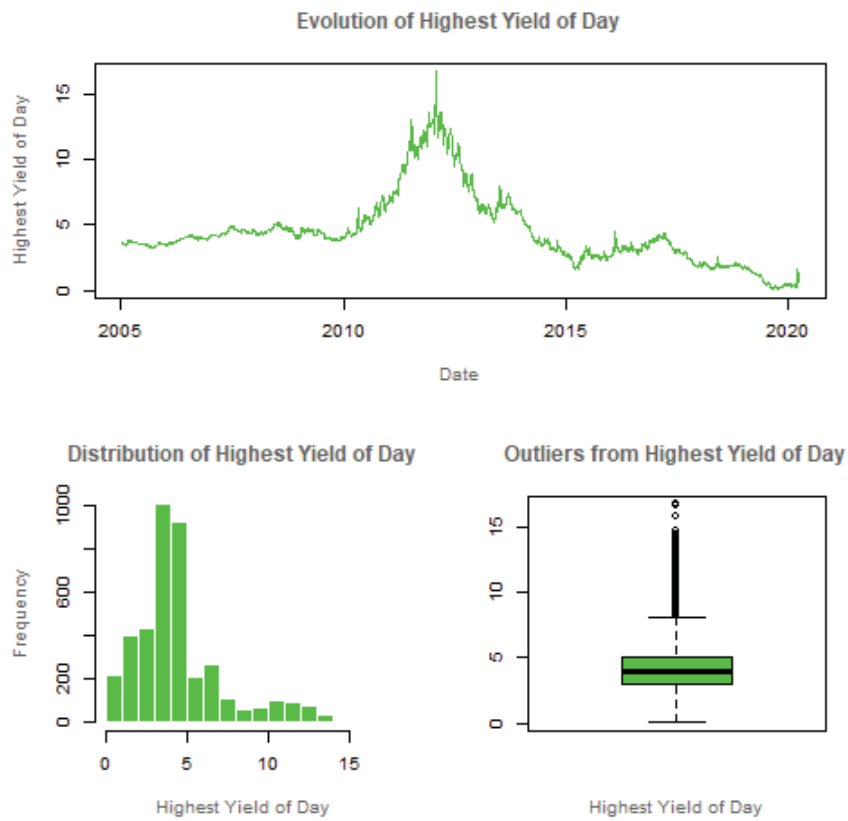 Evolution of Highest Yield of Day
Highest Yield of Day
15
10
5
0
2005 2010 2015 2020
Date
Distribution of Highest Yield of Day
Frequency
1000
600
200
0
0 5 10 15
Highest Yield of Day
Outliers from Highest Yield of Day
15
10
5
0
Highest Yield of Day